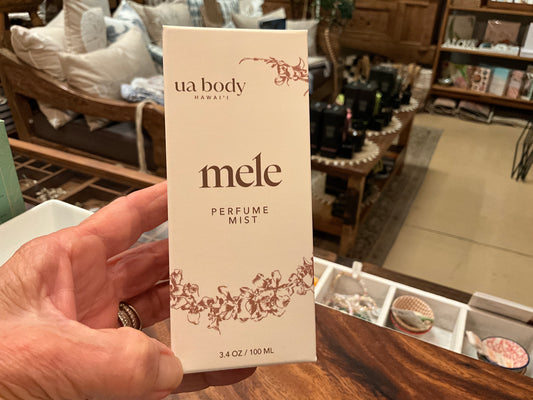 ua body
HAWAI‘I
mele
PERFUME
MIST
3.4 OZ / 100 ML